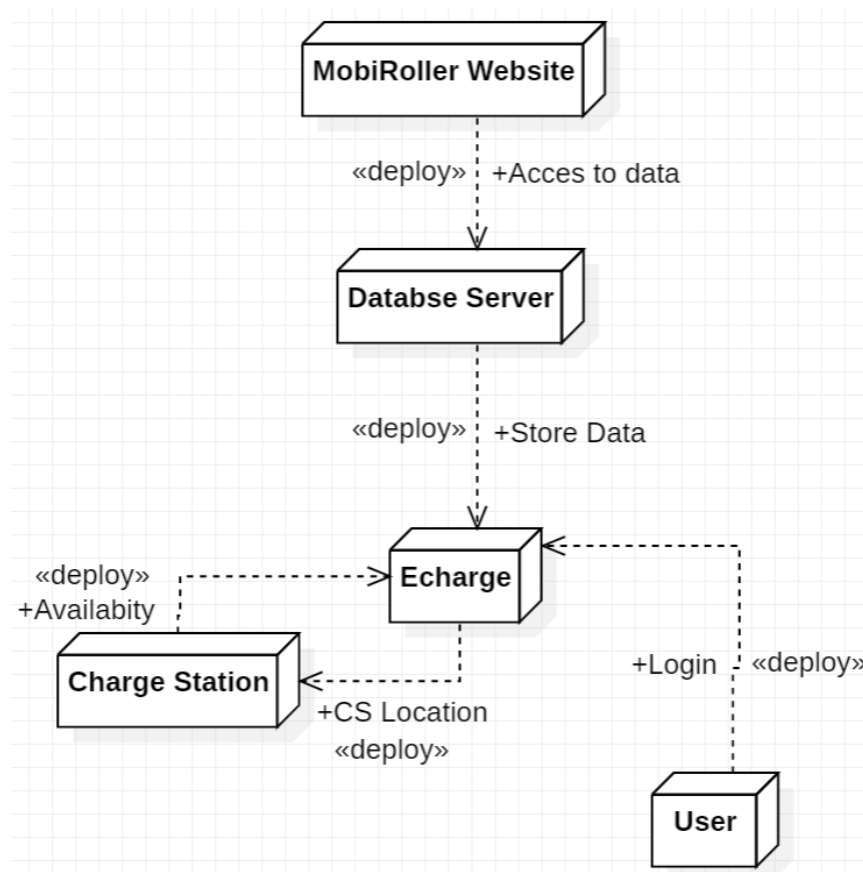 MobiRoller Website
«deploy» +Acces to data
Databse Server
«deploy» +Store Data
Echarge
«deploy»
+Availabity
Charge Station
+CS Location
«deploy»
+Login «deploy»
User